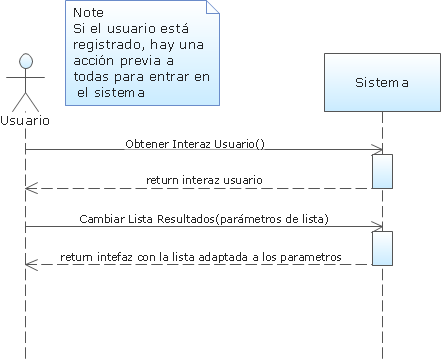 Note
Si el usuario está
registrado, hay una
acción previa a
todas para entrar en
el sistema
Sistema
Usuario
Obtener Interaz Usuario()
return interaz usuario
Cambiar Lista Resultados(parámetros de lista)
return intefaz con la lista adaptada a los parametros